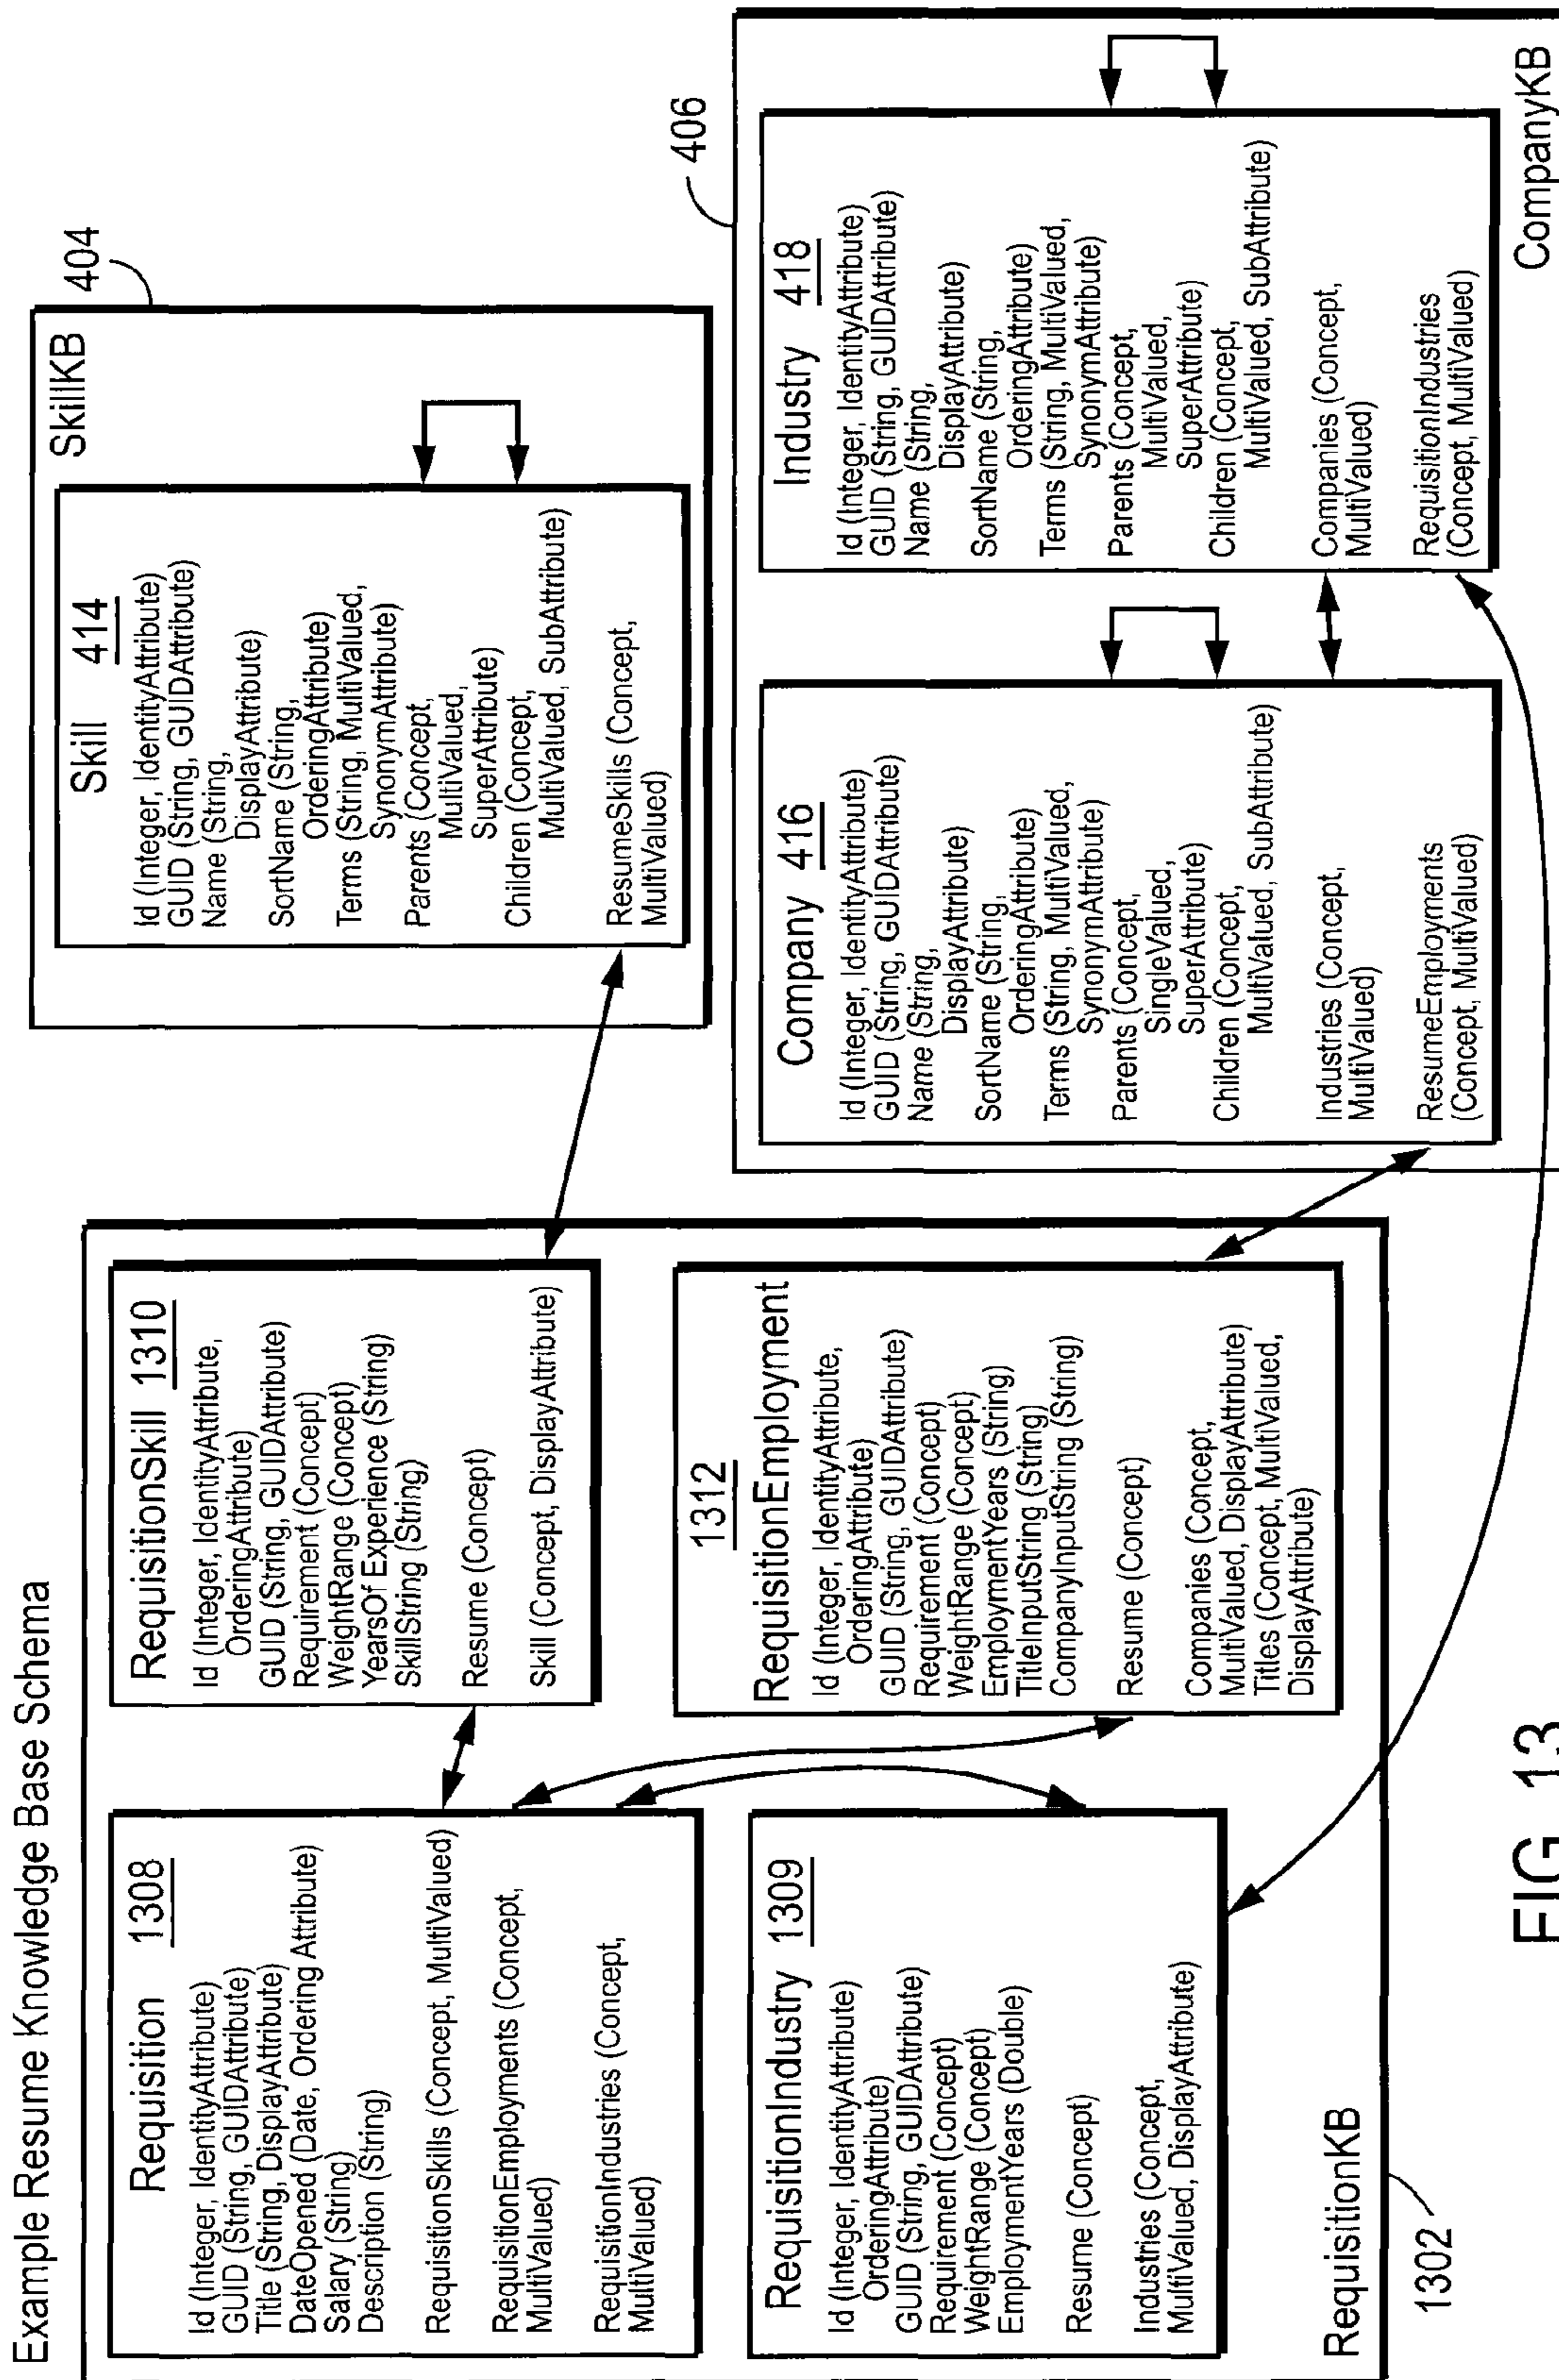 Example Resume Knowledge Base Schema
Requisition 1308
Id (Integer, IdentityAttribute)
GUID (String, GUIDAttribute)
Title (String, DisplayAttribute)
DateOpened (Date, Ordering Attribute)
Salary (String)
Description (String)
RequisitionSkills (Concept, MultiValued)
RequisitionEmployments (Concept,
MultiValued)
RequisitionIndustries (Concept,
MultiValued)
RequisitionSkill 1310
Id (Integer, IdentityAttribute,
OrderingAttribute)
GUID (String, GUIDAttribute)
Requirement (Concept)
WeightRange (Concept)
YearsOf Experience (String)
SkillString (String)
Resume (Concept)
Skill (Concept, DisplayAttribute)
RequisitionIndustry 1309
Id (Integer, IdentityAttribute)
OrderingAttribute)
GUID (String, GUIDAttribute)
Requirement (Concept)
WeightRange (Concept)
EmploymentYears (Double)
Resume (Concept)
Industries (Concept,
MultiValued, DisplayAttribute)
1312
RequisitionEmployment
Id (Integer, IdentityAttribute,
OrderingAttribute)
GUID (String, GUIDAttribute)
Requirement (Concept)
WeightRange (Concept)
EmploymentYears (String)
TitleInputString (String)
CompanyInputString (String)
Resume (Concept)
Companies (Concept,
MultiValued, DisplayAttribute)
Titles (Concept, MultiValued,
DisplayAttribute)
RequisitionKB
1302
SkillKB
404
Skill 414
Id (Integer, IdentityAttribute)
GUID (String, GUIDAttribute)
Name (String,
DisplayAttribute)
SortName (String,
OrderingAttribute)
Terms (String, MultiValued,
SynonymAttribute)
Parents (Concept,
MultiValued,
SuperAttribute)
Children (Concept,
MultiValued, SubAttribute)
ResumeSkills (Concept,
MultiValued)
406
Company 416
Id (Integer, IdentityAttribute)
GUID (String, GUIDAttribute)
Name (String,
DisplayAttribute)
SortName (String,
OrderingAttribute)
Terms (String, MultiValued,
SynonymAttribute)
Parents (Concept,
SingleValued,
SuperAttribute)
Children (Concept,
MultiValued, SubAttribute)
Industries (Concept,
MultiValued)
ResumeEmployments
(Concept, MultiValued)
Industry 418
Id (Integer, IdentityAttribute)
GUID (String, GUIDAttribute)
Name (String,
DisplayAttribute)
SortName (String,
OrderingAttribute)
Terms (String, MultiValued,
SynonymAttribute)
Parents (Concept,
MultiValued,
SuperAttribute)
Children (Concept,
MultiValued, SubAttribute)
Companies (Concept,
MultiValued)
RequisitionIndustries
(Concept, MultiValued)
CompanyKB
FIG. 13